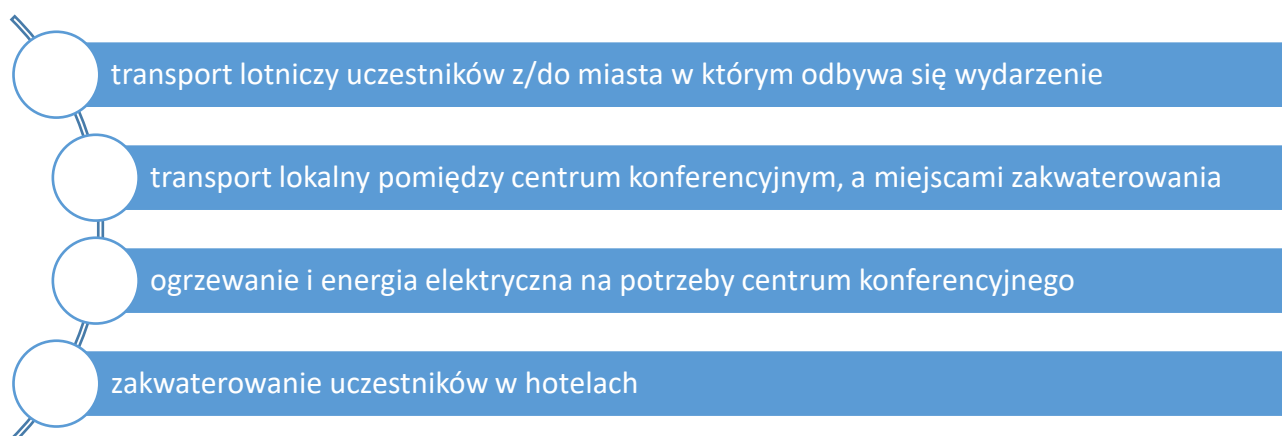 transport lotniczy uczestników z/do miasta w którym odbywa się wydarzenie
transport lokalny pomiędzy centrum konferencyjnym, a miejscami zakwaterowania
ogrzewanie i energia elektryczna na potrzeby centrum konferencyjnego
zakwaterowanie uczestników w hotelach